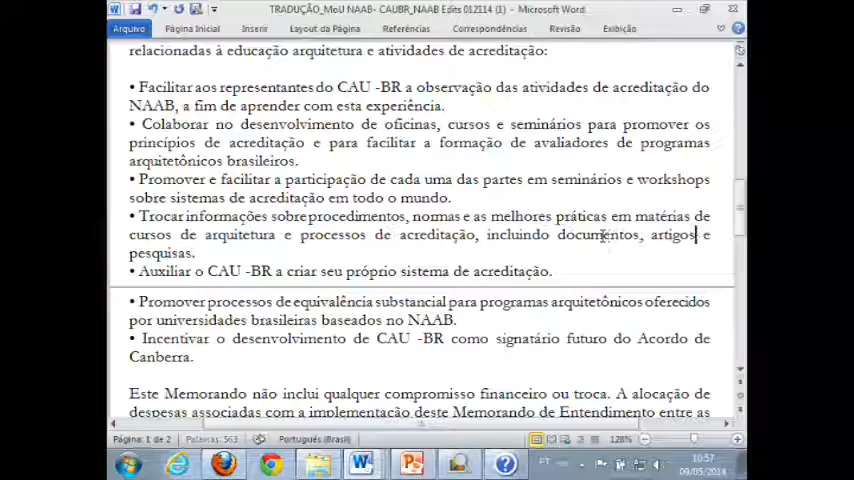 TRADUÇÃO_MoU NAAB- CAUBR_NAAB Edits 012114 (1) - Microsoft Word
Arquivo Página Inicial Inserir Layout da Página Referências Correspondências Revisão Exibição
relacionadas à educação arquitetura e atividades de acreditação:
• Facilitar aos representantes do CAU -BR a observação das atividades de acreditação do
NAAB, a fim de aprender com esta experiência.
• Colaborar no desenvolvimento de oficinas, cursos e seminários para promover os
princípios de acreditação e para facilitar a formação de avaliadores de programas
arquitetônicos brasileiros.
• Promover e facilitar a participação de cada uma das partes em seminários e workshops
sobre sistemas de acreditação em todo o mundo.
• Trocar informações sobre procedimentos, normas e as melhores práticas em matérias de
cursos de arquitetura e processos de acreditação, incluindo documentos, artigos e
pesquisas.
• Auxiliar o CAU -BR a criar seu próprio sistema de acreditação.
• Promover processos de equivalência substancial para programas arquitetônicos oferecidos
por universidades brasileiras baseados no NAAB.
• Incentivar o desenvolvimento de CAU -BR como signatário futuro do Acordo de
Canberra.
Este Memorando não inclui qualquer compromisso financeiro ou troca. A alocação de
despesas associadas com a implementação deste Memorando de Entendimento entre as
Página: 1 de 2 Palavras: 563 Português (Brasil) 128%
PT 10:57
09/05/2014